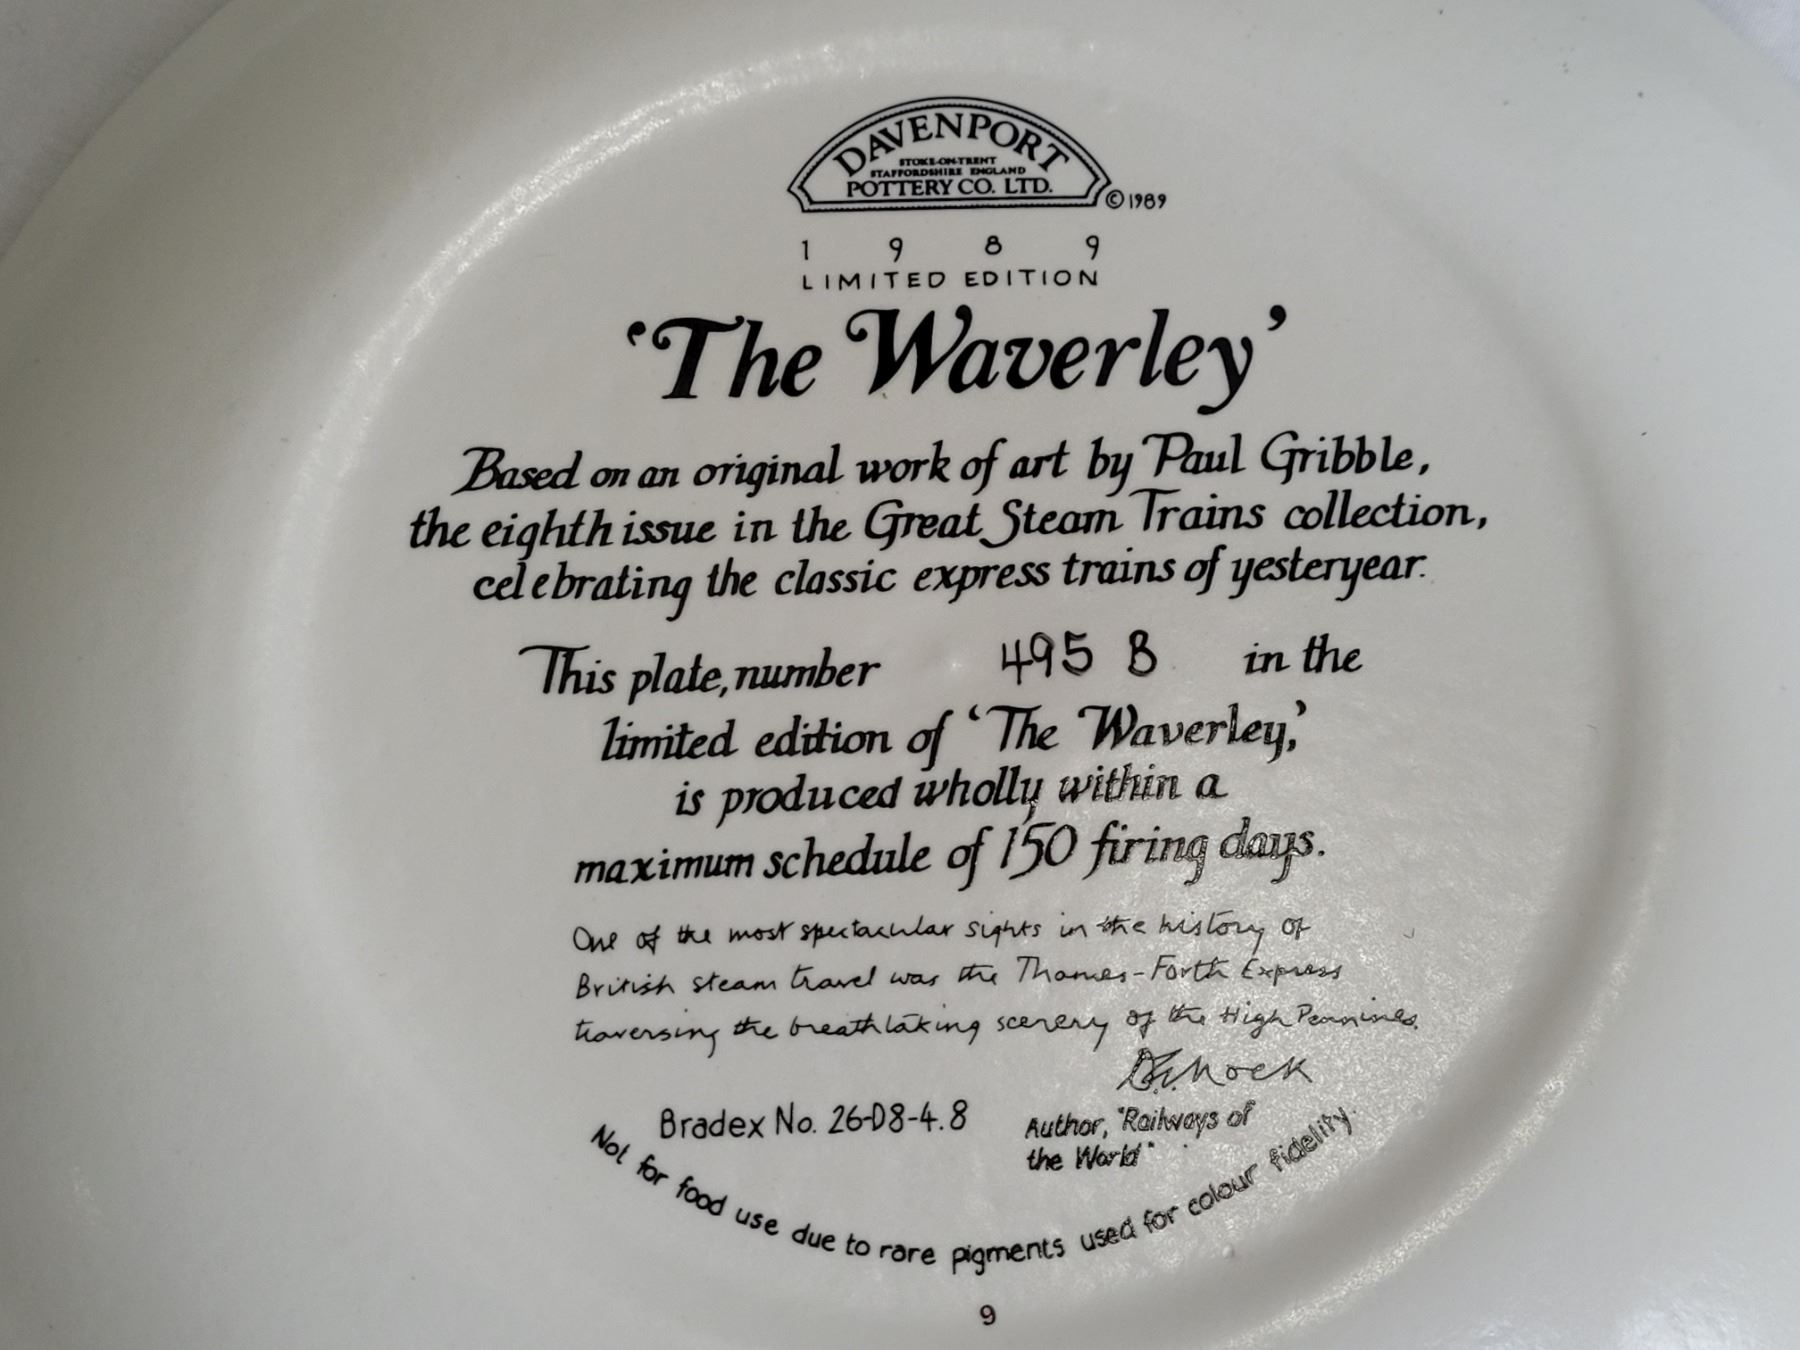 DAVENPORT
STOKE-ON-TRENT
STAFFORDSHIRE ENGLAND
POTTERY CO. LTD.
© 1989
1989
LIMITED EDITION
‘The Waverley’
Based on an original work of art by Paul Gribble,
the eighth issue in the Great Steam Trains collection,
celebrating the classic express trains of yesteryear.
This plate, number 495 B in the
limited edition of ‘The Waverley,’
is produced wholly within a
maximum schedule of 150 firing days.
One of the most spectacular sights in the history of
British steam travel was the Thames-Forth Express
traversing the breathtaking scenery of the High Pennines.
Bradex No. 26-D8-4.8
Author, "Railways of
the World"
Not for food use due to rare pigments used for colour fidelity.
9